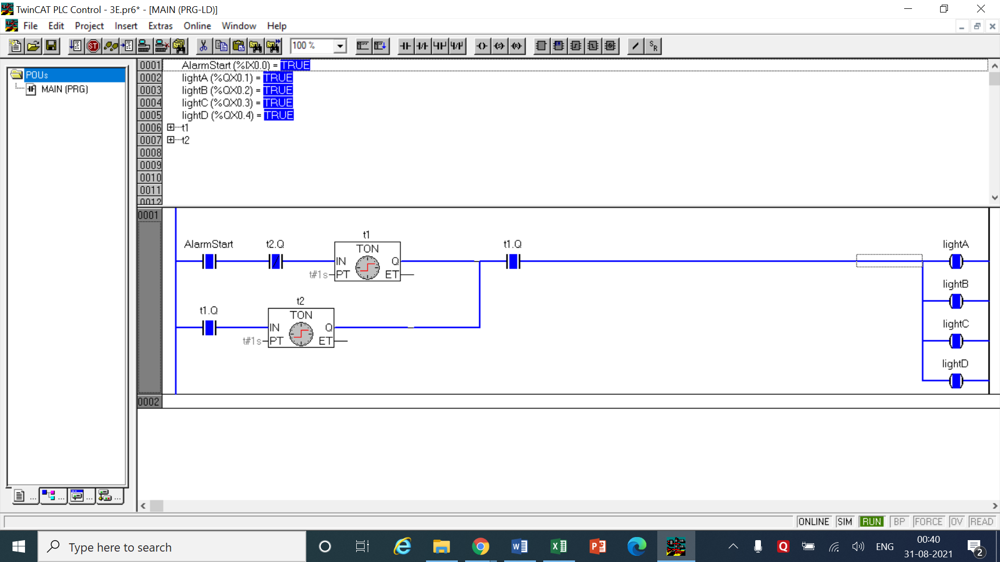 TwinCAT PLC Control - 3E.pr6* - [MAIN (PRG-LD)]
File Edit Project Insert Extras Online Window Help
100 %
POUs
MAIN (PRG)
0001 AlarmStart (%IX0.0) = TRUE
0002 lightA (%QX0.1) = TRUE
0003 lightB (%QX0.2) = TRUE
0004 lightC (%QX0.3) = TRUE
0005 lightD (%QX0.4) = TRUE
0006 t1
0007 t2
0008
0009
0010
0011
0012
0001
t1
AlarmStart t2.Q TON t1.Q lightA
IN Q
t#1s PT ET
lightB
t2
t1.Q TON lightC
IN Q
t#1s PT ET
lightD
0002
... ... ... ...
ONLINE SIM RUN BP FORCE OV READ
Type here to search
ENG
00:40
31-08-2021
2